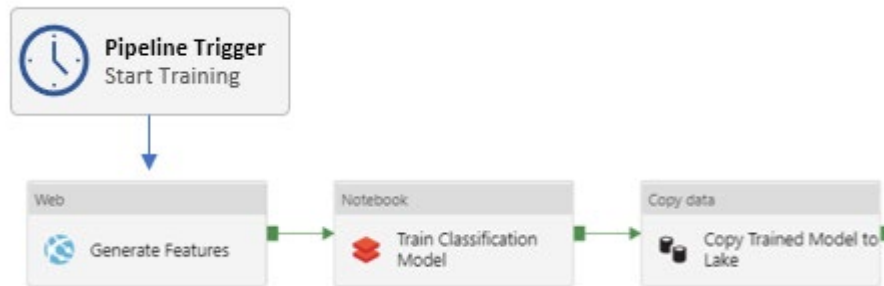 Pipeline Trigger
Start Training
Web
Generate Features
Notebook
Train Classification
Model
Copy data
Copy Trained Model to
Lake